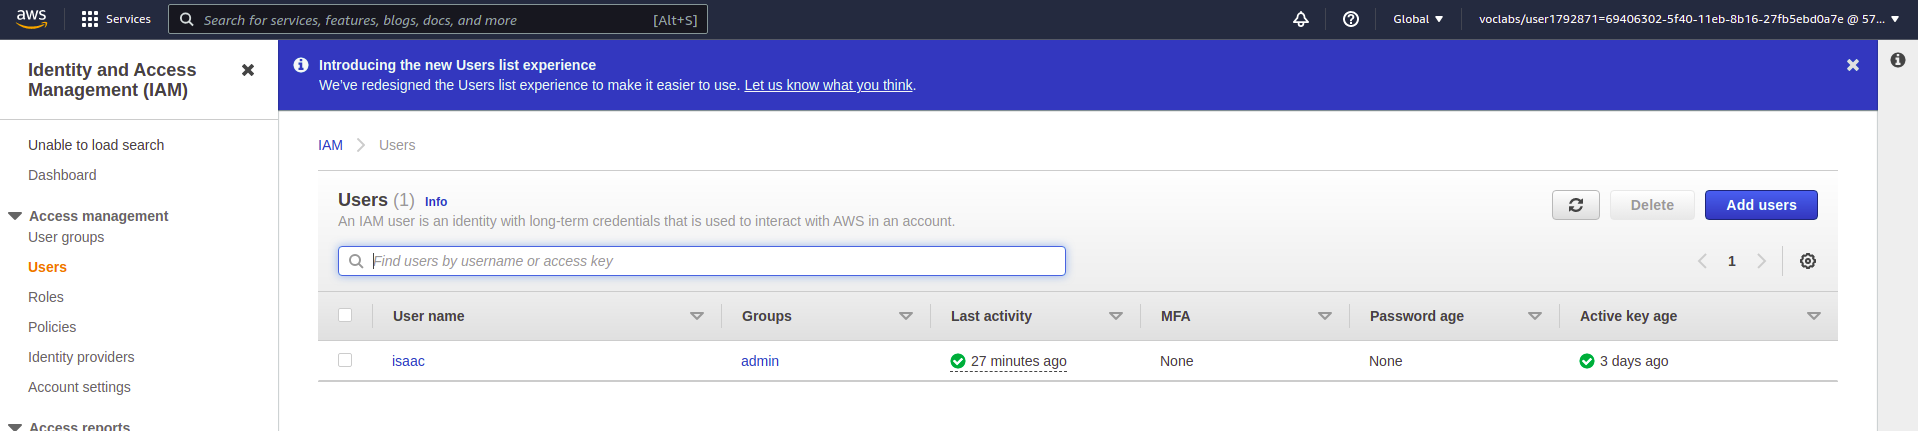 aws Services Search for services, features, blogs, docs, and more [Alt+S] Global voclabs/user1792871=69406302-5f40-11eb-8b16-27fb5ebd0a7e @ 57...
Identity and Access
Management (IAM)
Unable to load search
Dashboard
Access management
User groups
Users
Roles
Policies
Identity providers
Account settings
Access reports
Introducing the new Users list experience
We've redesigned the Users list experience to make it easier to use. Let us know what you think.
IAM Users
Users (1) Info
An IAM user is an identity with long-term credentials that is used to interact with AWS in an account.
Delete Add users
Find users by username or access key
1
User name Groups Last activity MFA Password age Active key age
isaac admin 27 minutes ago None None 3 days ago